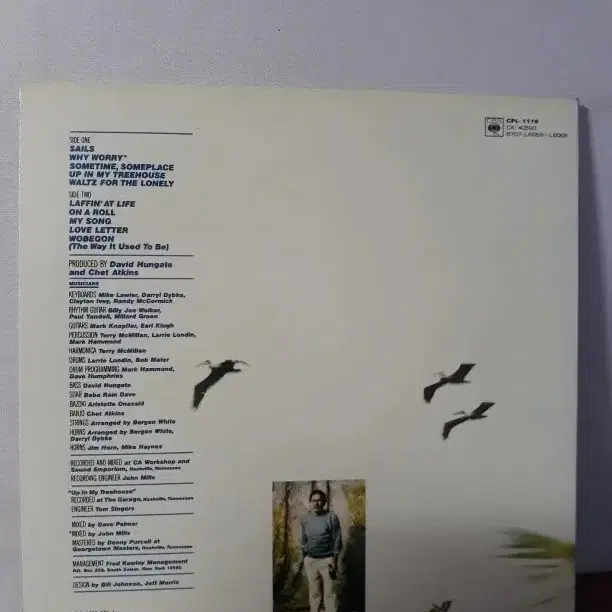 SIDE ONE
SAILS
WHY WORRY*
SOMETIME, SOMEPLACE
UP IN MY TREEHOUSE
WALTZ FOR THE LONELY
SIDE TWO
LAFFIN' AT LIFE
ON A ROLL
MY SONG
LOVE LETTER
WOBEGON
(The Way It Used To Be)
PRODUCED BY David Hungate
and Chet Atkins
MUSICIANS
KEYBOARDS Mike Lawler, Darryl Dybka,
Clayton Ivey, Randy McCormick
RHYTHM GUITAR Billy Joe Walker,
Paul Yandell, Millard Green
GUITARS Mark Knopfler, Earl Klugh
PERCUSSION Terry McMillan, Larrie Londin,
Mark Hammond
HARMONICA Terry McMillan
DRUMS Larrie Londin, Bob Mater
DRUM PROGRAMMING Mark Hammond,
Dave Humphries
BASS David Hungate
SITAR Baba Ram Dave
BAZOKI Aristotle Onassid
BANJO Chet Atkins
STRINGS Arranged by Bergen White
HORNS Arranged by Bergen White,
Darryl Dybka
HORNS Jim Horn, Mike Haynes
RECORDED AND MIXED at CA Workshop and
Sound Emporium, Nashville, Tennessee
RECORDING ENGINEER John Mills
"Up In My Treehouse"
RECORDED at The Garage, Nashville, Tennessee
ENGINEER Tom Singers
MIXED by Dave Palmer
*MIXED by John Mills
MASTERED by Denny Purcell at
Georgetown Masters, Nashville, Tennessee
MANAGEMENT Fred Kewley Management
DESIGN by Bill Johnson, Jeff Morris
CBS
CPL-1118